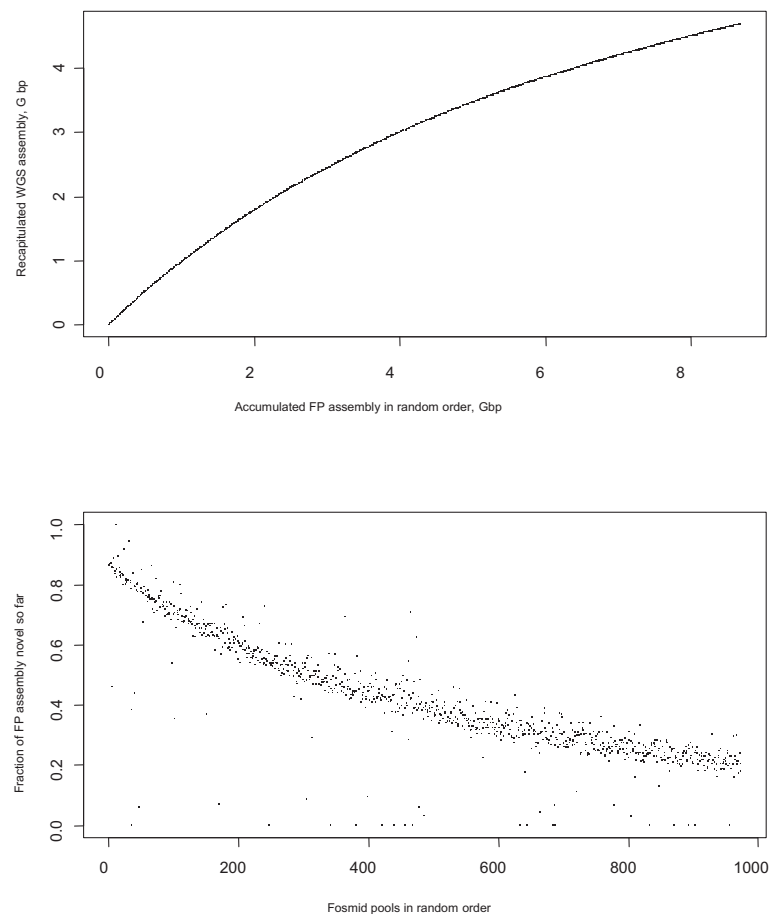 Recapitulated WGS assembly, G bp
4
3
2
1
0
0 2 4 6 8
Accumulated FP assembly in random order, Gbp
Fraction of FP assembly novel so far
1.0
0.8
0.6
0.4
0.2
0.0
0 200 400 600 800 1000
Fosmid pools in random order